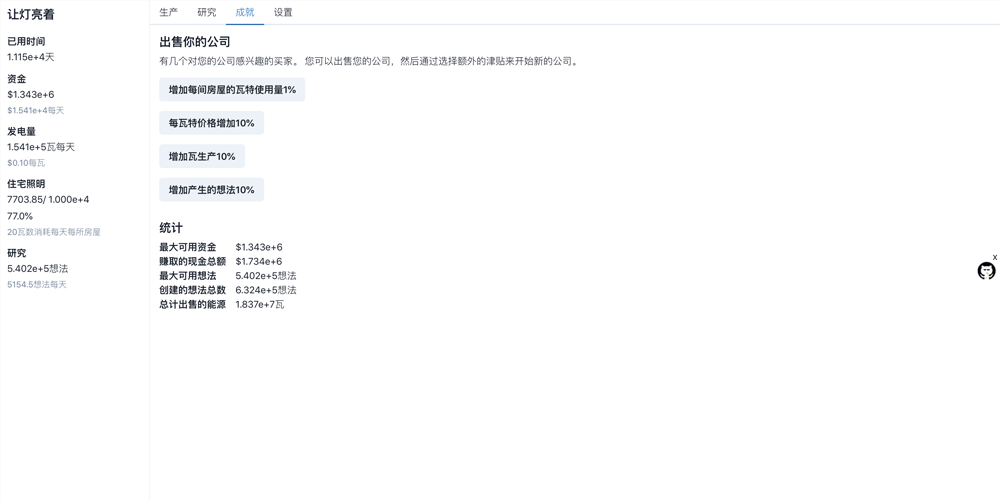 让灯亮着
已用时间
1.115e+4天
资金
$1.343e+6
$1.541e+4每天
发电量
1.541e+5瓦每天
$0.10每瓦
住宅照明
7703.85/ 1.000e+4
77.0%
20瓦数消耗每天每所房屋
研究
5.402e+5想法
5154.5想法每天
生产 研究 成就 设置
出售你的公司
有几个对您的公司感兴趣的买家。 您可以出售您的公司，然后通过选择额外的津贴来开始新的公司。
增加每间房屋的瓦特使用量1%
每瓦特价格增加10%
增加瓦生产10%
增加产生的想法10%
统计
最大可用资金 $1.343e+6
赚取的现金总额 $1.734e+6
最大可用想法 5.402e+5想法
创建的想法总数 6.324e+5想法
总计出售的能源 1.837e+7瓦
x